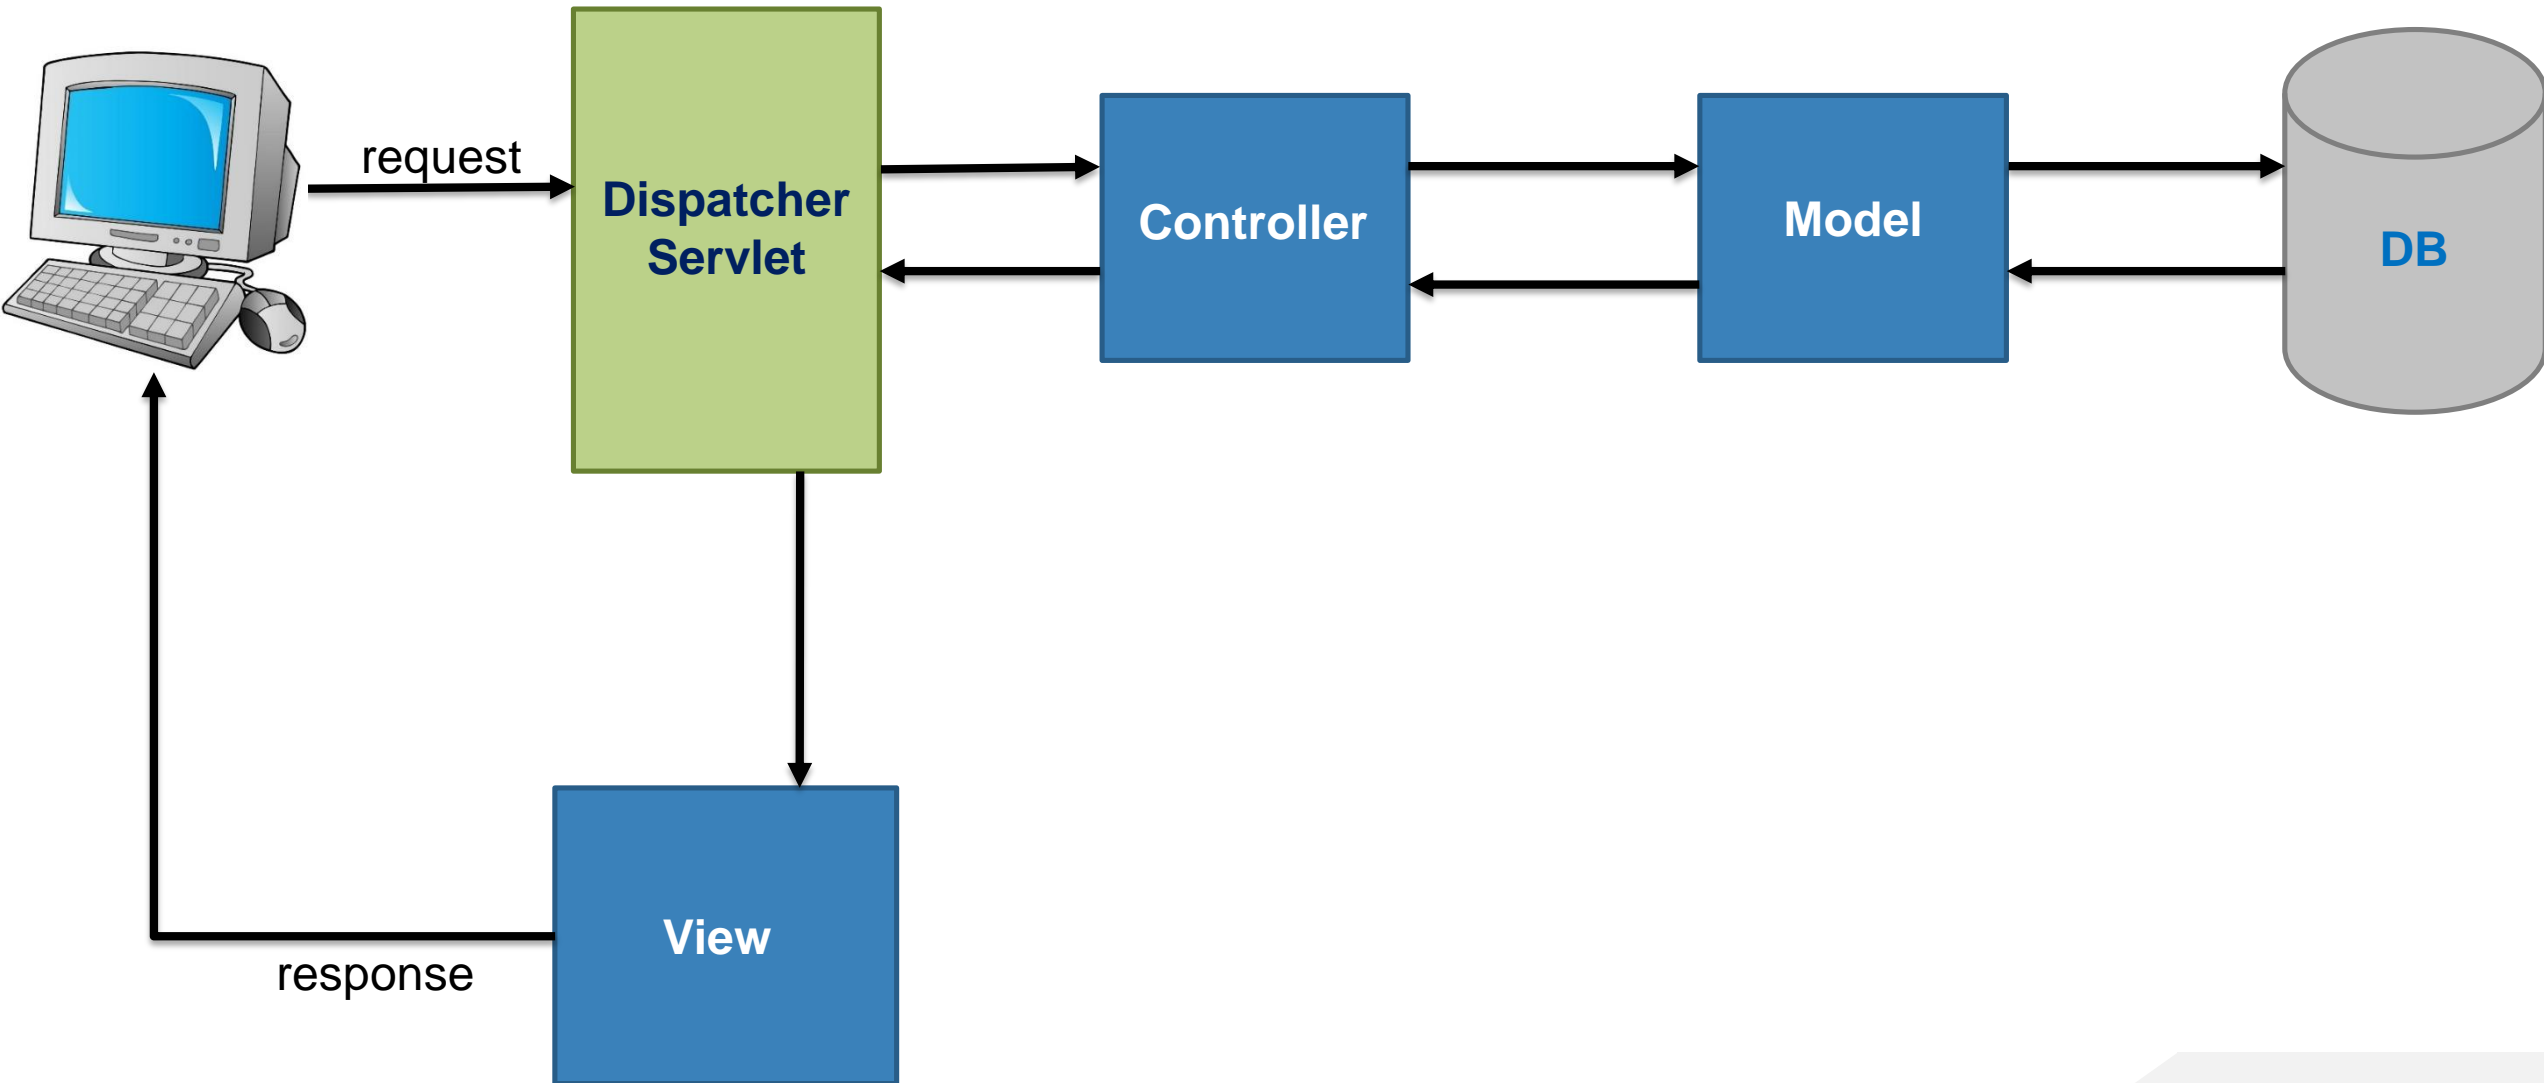 request
Dispatcher
Servlet
Controller
Model
DB
View
response